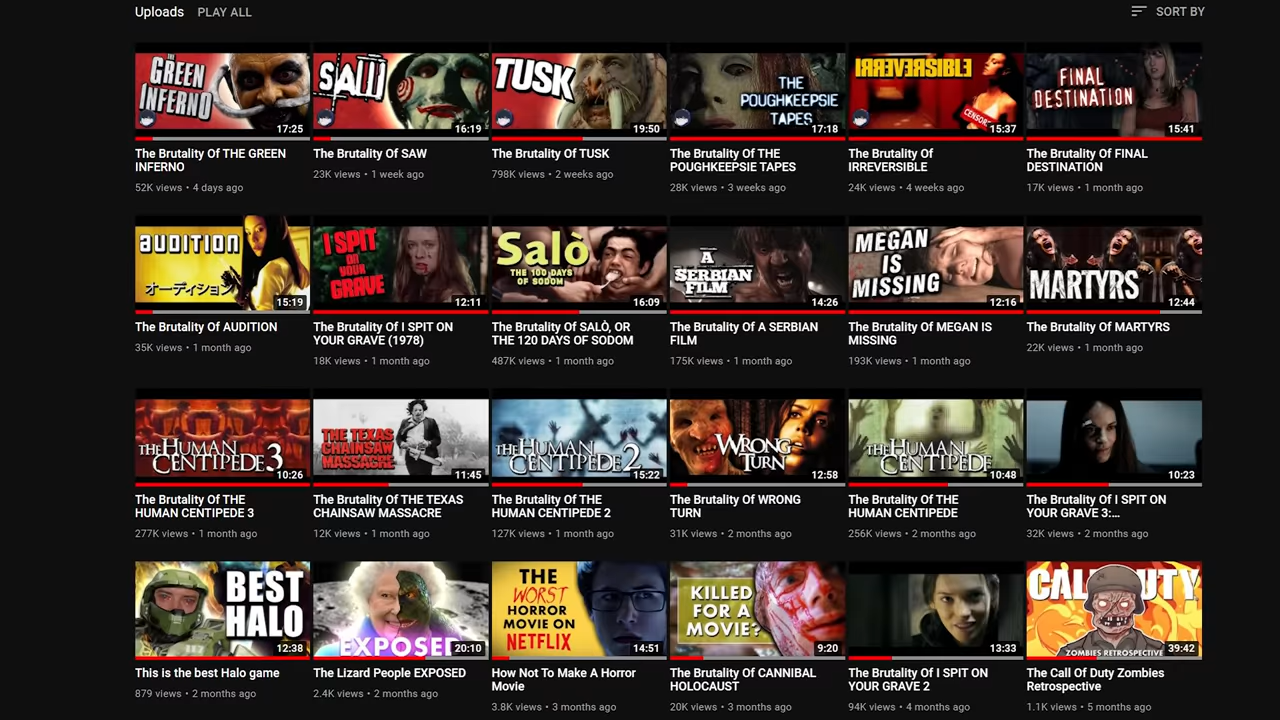 Uploads PLAY ALL SORT BY
THE
GREEN
INFERNO
17:25
SAW
16:19
TUSK
19:50
THE
POUGHKEEPSIE
TAPES
17:18
IRREVERSIBLE
CENSOR
15:37
FINAL
DESTINATION
15:41
The Brutality Of THE GREEN
INFERNO
52K views • 4 days ago
The Brutality Of SAW
23K views • 1 week ago
The Brutality Of TUSK
798K views • 2 weeks ago
The Brutality Of THE
POUGHKEEPSIE TAPES
28K views • 3 weeks ago
The Brutality Of
IRREVERSIBLE
24K views • 4 weeks ago
The Brutality Of FINAL
DESTINATION
17K views • 1 month ago
AUDITION
オーディション
15:19
I SPIT
ON
YOUR
GRAVE
12:11
Salò
THE 100 DAYS
OF SODOM
16:09
A
SERBIAN
FILM
14:26
MEGAN
IS
MISSING
12:16
MARTYRS
12:44
The Brutality Of AUDITION
35K views • 1 month ago
The Brutality Of I SPIT ON
YOUR GRAVE (1978)
18K views • 1 month ago
The Brutality Of SALÒ, OR
THE 120 DAYS OF SODOM
487K views • 1 month ago
The Brutality Of A SERBIAN
FILM
175K views • 1 month ago
The Brutality Of MEGAN IS
MISSING
193K views • 1 month ago
The Brutality Of MARTYRS
22K views • 1 month ago
THE HUMAN
CENTIPEDE 3
10:26
THE TEXAS
CHAINSAW
MASSACRE
11:45
THE HUMAN
CENTIPEDE 2
15:22
WRONG
TURN
12:58
THE HUMAN
CENTIPEDE
10:48
10:23
The Brutality Of THE
HUMAN CENTIPEDE 3
277K views • 1 month ago
The Brutality Of THE TEXAS
CHAINSAW MASSACRE
12K views • 1 month ago
The Brutality Of THE
HUMAN CENTIPEDE 2
127K views • 1 month ago
The Brutality Of WRONG
TURN
31K views • 2 months ago
The Brutality Of THE
HUMAN CENTIPEDE
256K views • 2 months ago
The Brutality Of I SPIT ON
YOUR GRAVE 3:...
32K views • 2 months ago
BEST
HALO
12:38
EXPOSED
20:10
THE
WORST
HORROR
MOVIE ON
NETFLIX
14:51
KILLED
FOR A
MOVIE?
9:20
13:33
CALL OF DUTY
ZOMBIES RETROSPECTIVE
39:42
This is the best Halo game
879 views • 2 months ago
The Lizard People EXPOSED
2.4K views • 2 months ago
How Not To Make A Horror
Movie
3.8K views • 3 months ago
The Brutality Of CANNIBAL
HOLOCAUST
20K views • 3 months ago
The Brutality Of I SPIT ON
YOUR GRAVE 2
94K views • 4 months ago
The Call Of Duty Zombies
Retrospective
1.1K views • 5 months ago